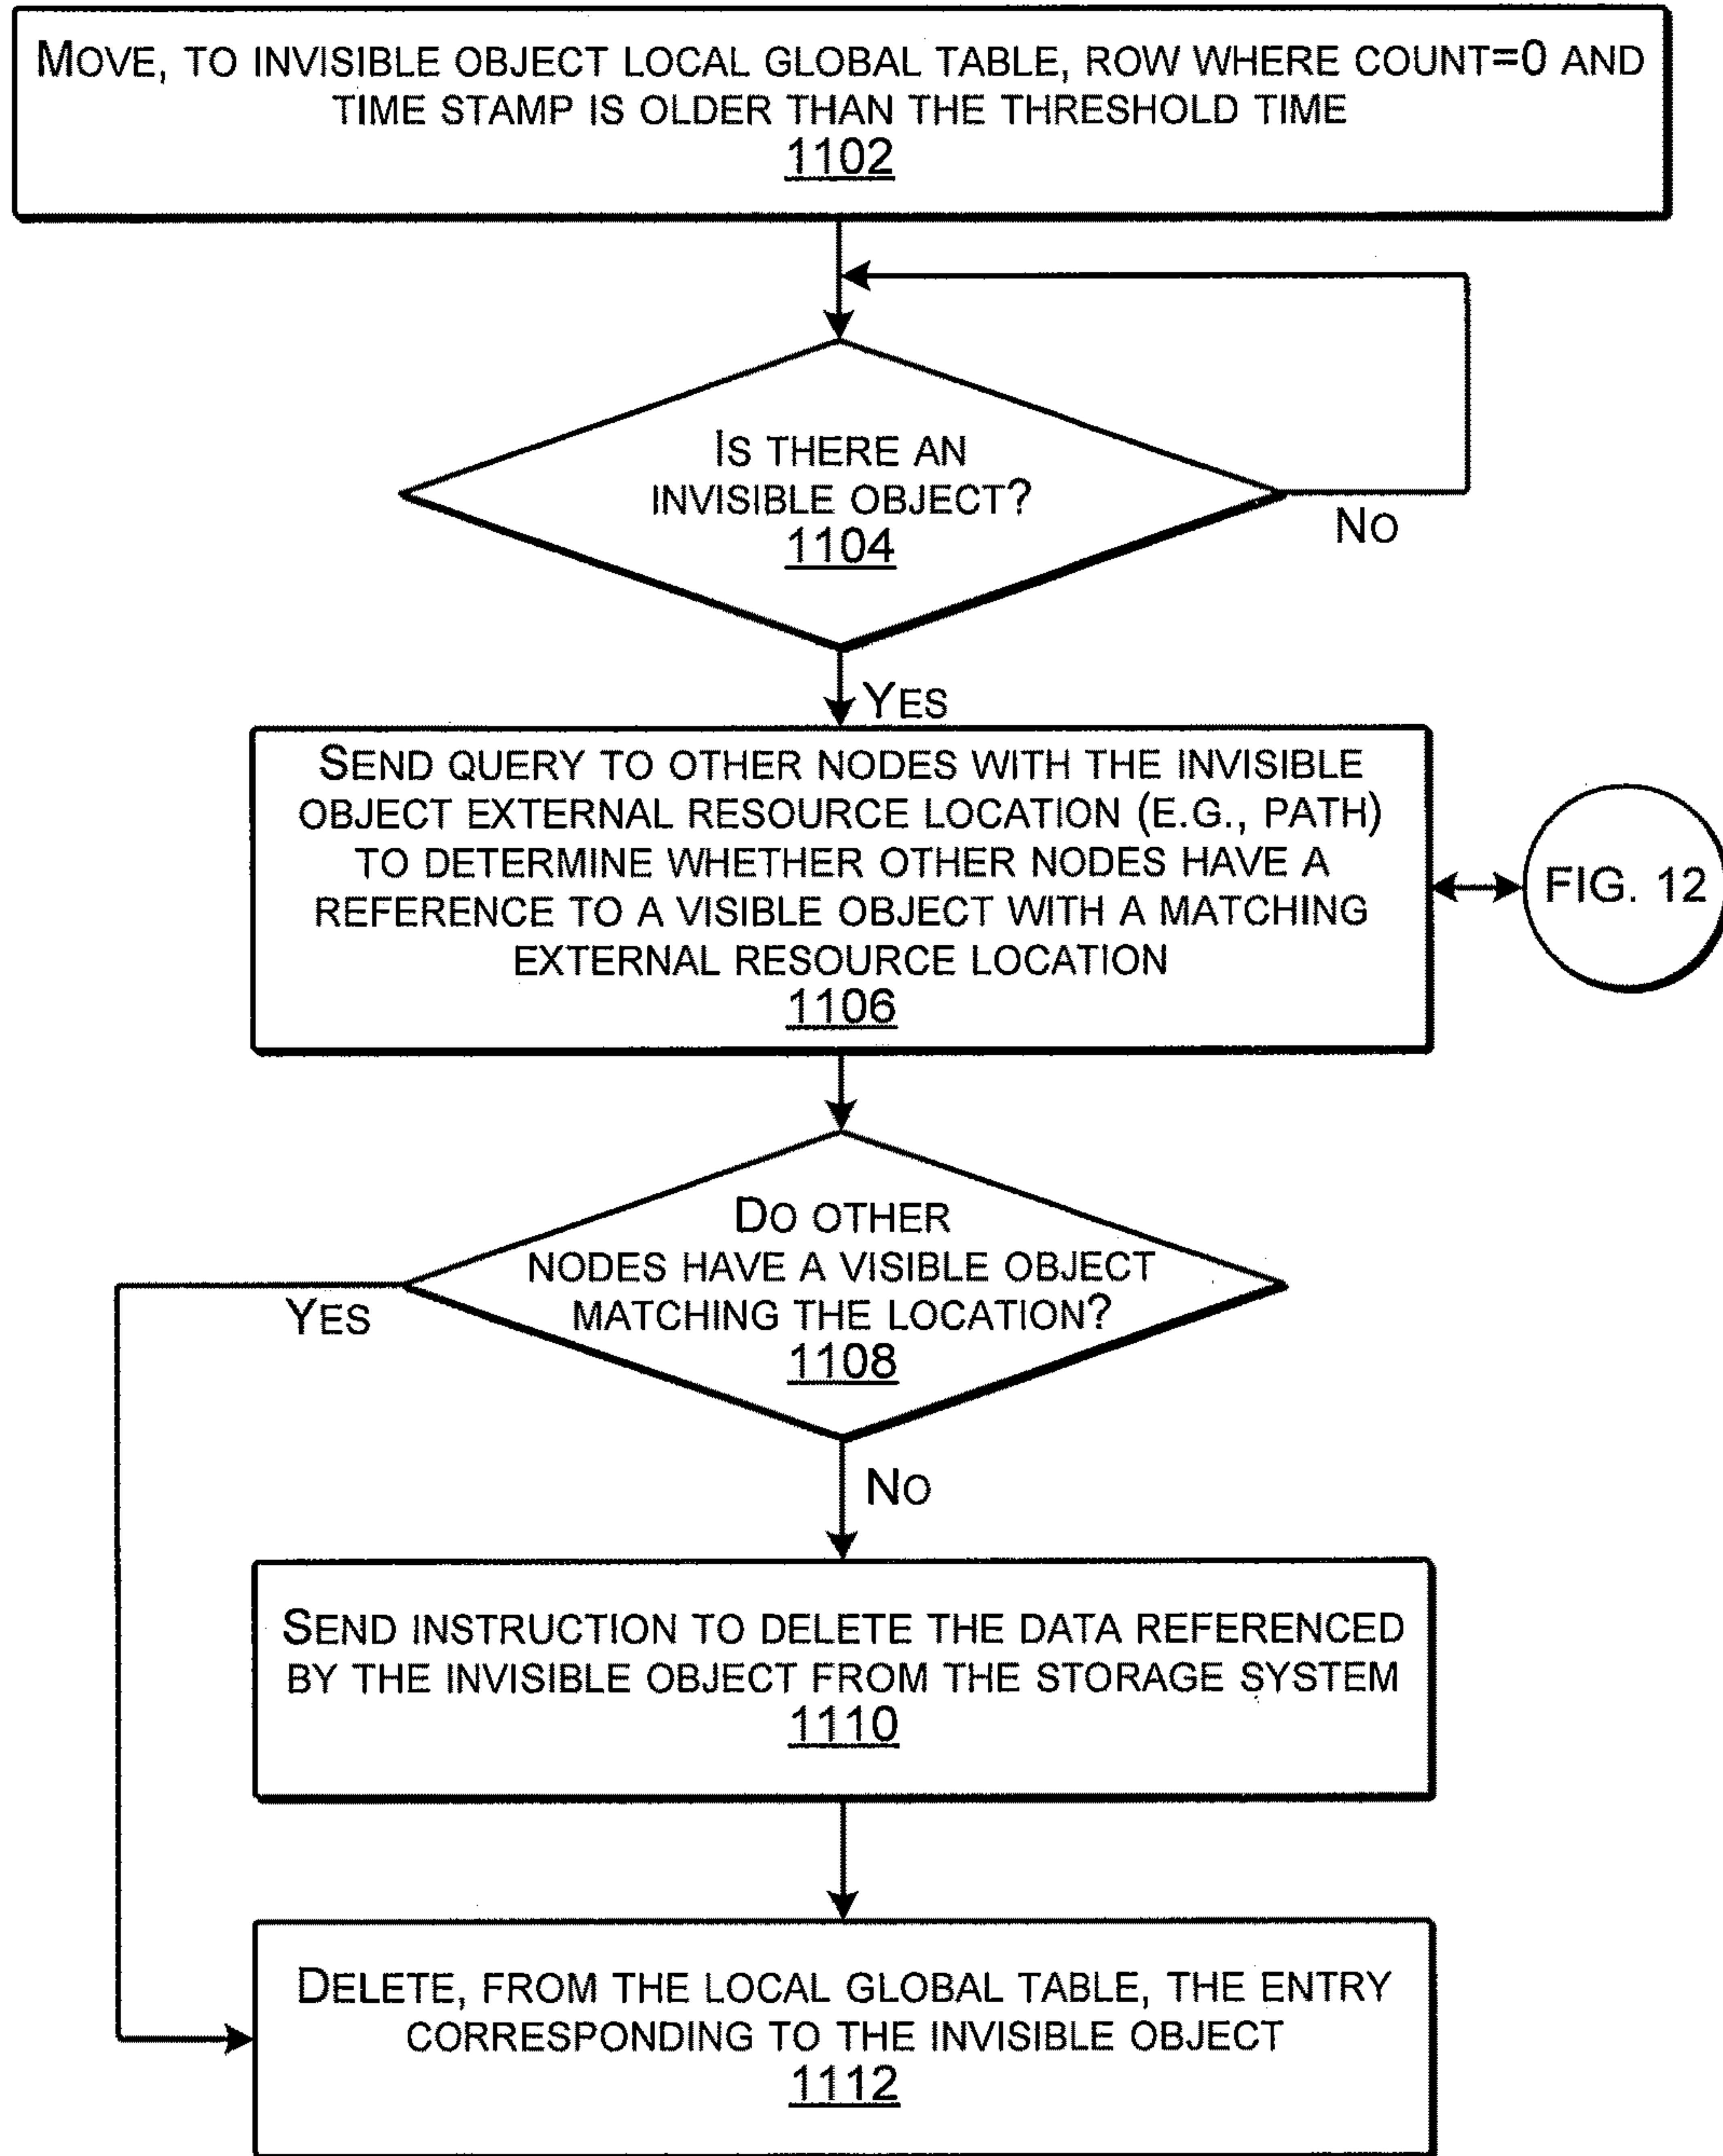 MOVE, TO INVISIBLE OBJECT LOCAL GLOBAL TABLE, ROW WHERE COUNT=0 AND
TIME STAMP IS OLDER THAN THE THRESHOLD TIME
1102
IS THERE AN
INVISIBLE OBJECT?
1104
NO
YES
SEND QUERY TO OTHER NODES WITH THE INVISIBLE
OBJECT EXTERNAL RESOURCE LOCATION (E.G., PATH)
TO DETERMINE WHETHER OTHER NODES HAVE A
REFERENCE TO A VISIBLE OBJECT WITH A MATCHING
EXTERNAL RESOURCE LOCATION
1106
FIG. 12
DO OTHER
NODES HAVE A VISIBLE OBJECT
MATCHING THE LOCATION?
1108
YES
NO
SEND INSTRUCTION TO DELETE THE DATA REFERENCED
BY THE INVISIBLE OBJECT FROM THE STORAGE SYSTEM
1110
DELETE, FROM THE LOCAL GLOBAL TABLE, THE ENTRY
CORRESPONDING TO THE INVISIBLE OBJECT
1112